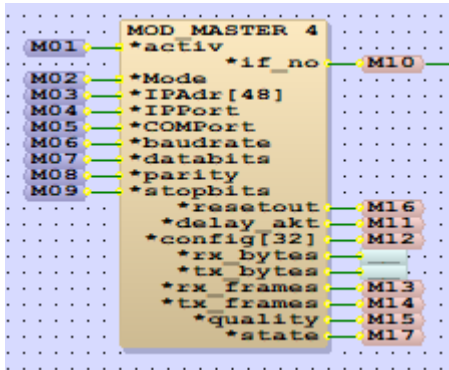 MOD_MASTER 4
M01 *activ
*if_no M10
M02 *Mode
M03 *IPAdr[48]
M04 *IPPort
M05 *COMPort
M06 *baudrate
M07 *databits
M08 *parity
M09 *stopbits
*resetout M16
*delay_akt M11
*config[32] M12
*rx_bytes ___
*tx_bytes ___
*rx_frames M13
*tx_frames M14
*quality M15
*state M17